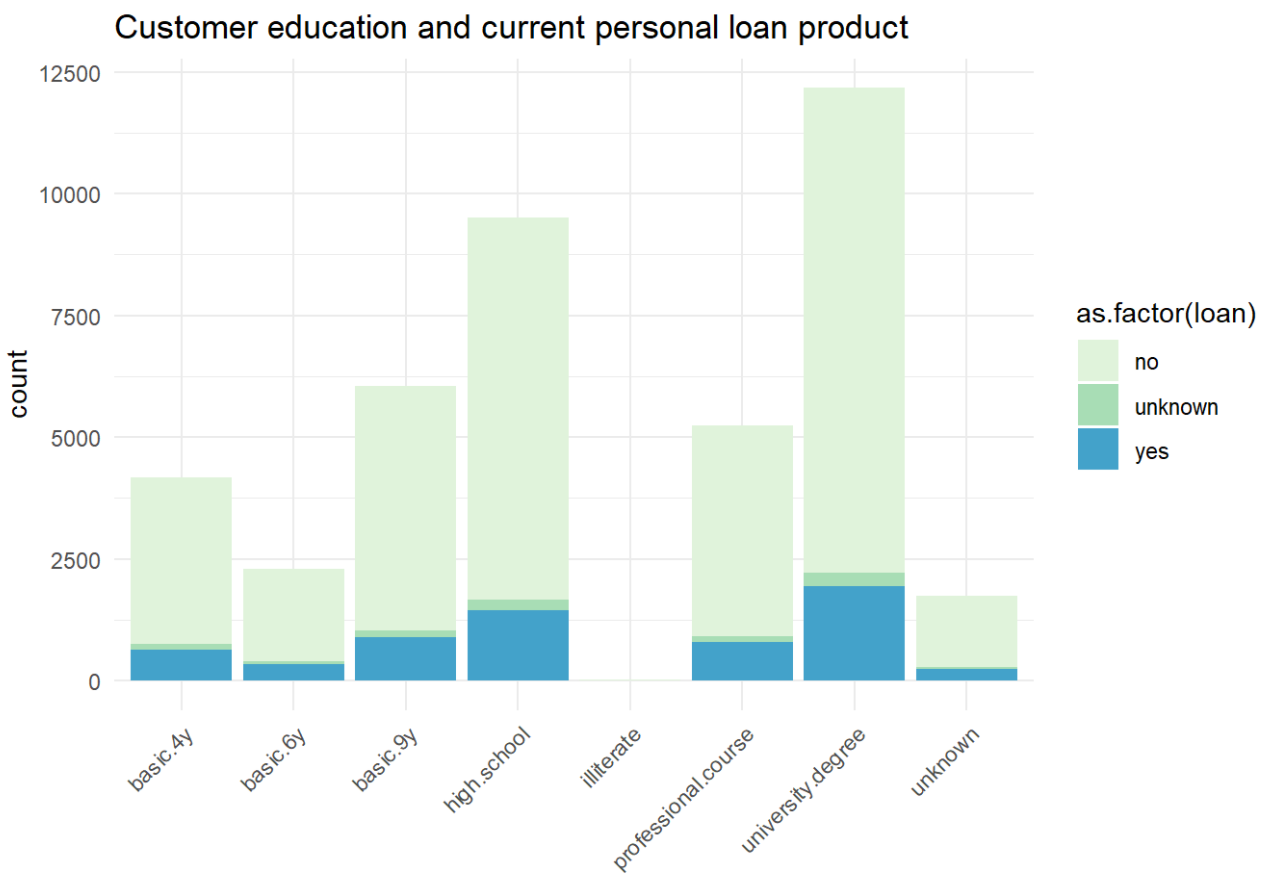 Customer education and current personal loan product
12500
10000
7500
5000
2500
0
count
basic.4y
basic.6y
basic.9y
high.school
illiterate
professional.course
university.degree
unknown
as.factor(loan)
no
unknown
yes